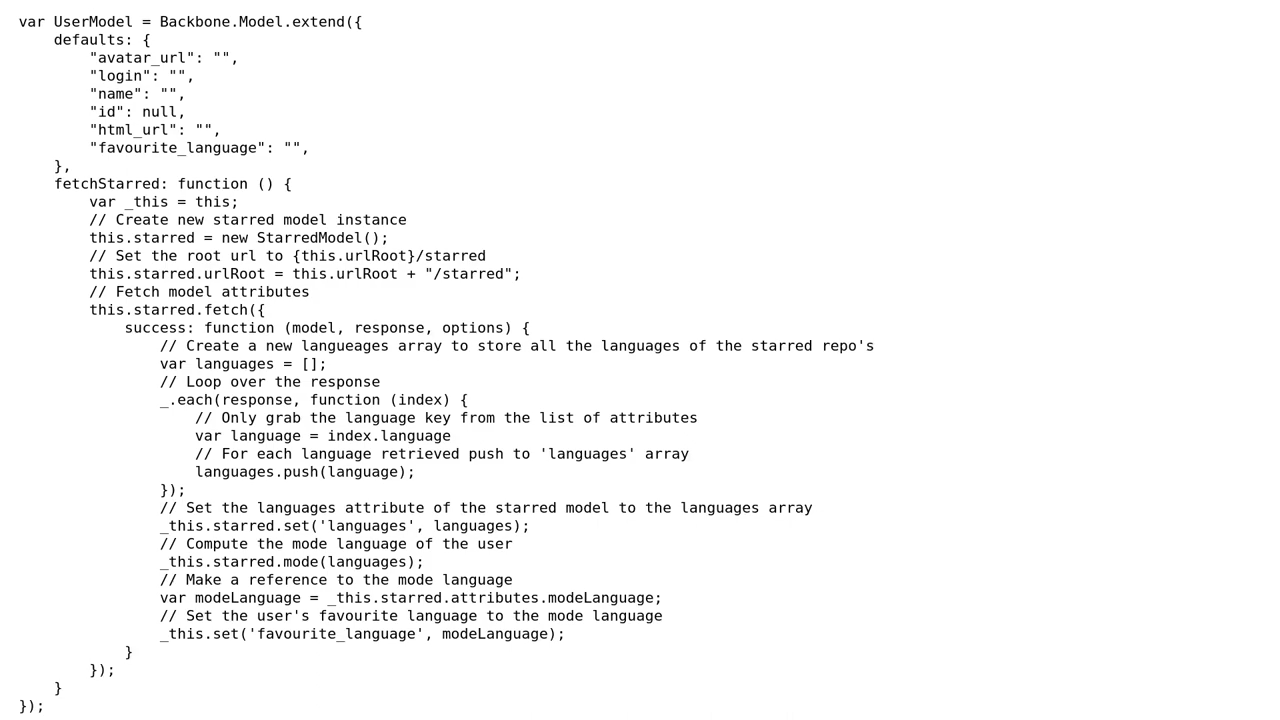 var UserModel = Backbone.Model.extend({
    defaults: {
        "avatar_url": "",
        "login": "",
        "name": "",
        "id": null,
        "html_url": "",
        "favourite_language": "",
    },
    fetchStarred: function () {
        var _this = this;
        // Create new starred model instance
        this.starred = new StarredModel();
        // Set the root url to {this.urlRoot}/starred
        this.starred.urlRoot = this.urlRoot + "/starred";
        // Fetch model attributes
        this.starred.fetch({
            success: function (model, response, options) {
                // Create a new langueages array to store all the languages of the starred repo's
                var languages = [];
                // Loop over the response
                _.each(response, function (index) {
                    // Only grab the language key from the list of attributes
                    var language = index.language
                    // For each language retrieved push to 'languages' array
                    languages.push(language);
                });
                // Set the languages attribute of the starred model to the languages array
                _this.starred.set('languages', languages);
                // Compute the mode language of the user
                _this.starred.mode(languages);
                // Make a reference to the mode language
                var modeLanguage = _this.starred.attributes.modeLanguage;
                // Set the user's favourite language to the mode language
                _this.set('favourite_language', modeLanguage);
            }
        });
    }
});